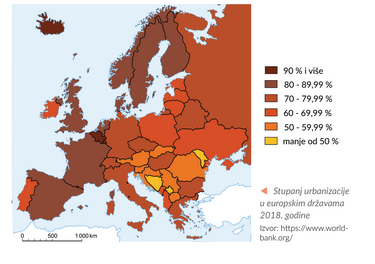 90 % i više
80 - 89,99 %
70 - 79,99 %
60 - 69,99 %
50 - 59,99 %
manje od 50 %
Stupanj urbanizacije
u europskim državama
2018. godine
Izvor: https://www.world-
bank.org/
0 500 1 000 km